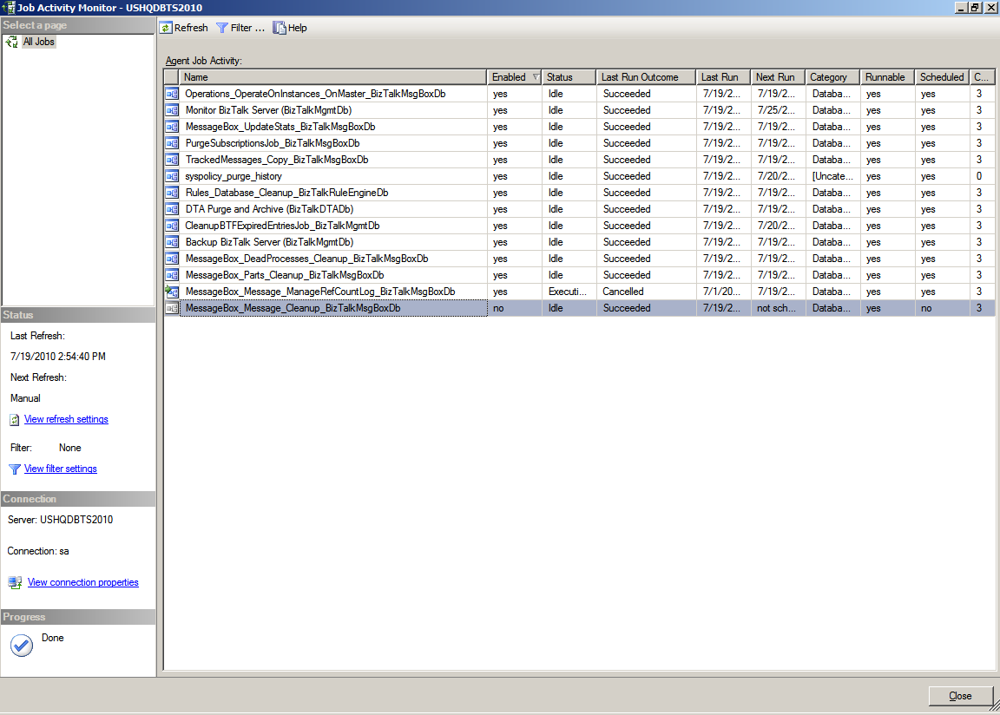 Job Activity Monitor - USHQDBTS2010
Select a page
All Jobs
Refresh Filter ... Help
Agent Job Activity:
Name Enabled Status Last Run Outcome Last Run Next Run Category Runnable Scheduled C...
Operations_OperateOnInstances_OnMaster_BizTalkMsgBoxDb yes Idle Succeeded 7/19/2... 7/19/2... Databa... yes yes 3
Monitor BizTalk Server (BizTalkMgmtDb) yes Idle Succeeded 7/19/2... 7/25/2... Databa... yes yes 3
MessageBox_UpdateStats_BizTalkMsgBoxDb yes Idle Succeeded 7/19/2... 7/19/2... Databa... yes yes 3
PurgeSubscriptionsJob_BizTalkMsgBoxDb yes Idle Succeeded 7/19/2... 7/19/2... Databa... yes yes 3
TrackedMessages_Copy_BizTalkMsgBoxDb yes Idle Succeeded 7/19/2... 7/19/2... Databa... yes yes 3
syspolicy_purge_history yes Idle Succeeded 7/19/2... 7/20/2... [Uncate... yes yes 0
Rules_Database_Cleanup_BizTalkRuleEngineDb yes Idle Succeeded 7/19/2... 7/19/2... Databa... yes yes 3
DTA Purge and Archive (BizTalkDTADb) yes Idle Succeeded 7/19/2... 7/19/2... Databa... yes yes 3
CleanupBTFExpiredEntriesJob_BizTalkMgmtDb yes Idle Succeeded 7/19/2... 7/20/2... Databa... yes yes 3
Backup BizTalk Server (BizTalkMgmtDb) yes Idle Succeeded 7/19/2... 7/19/2... Databa... yes yes 3
MessageBox_DeadProcesses_Cleanup_BizTalkMsgBoxDb yes Idle Succeeded 7/19/2... 7/19/2... Databa... yes yes 3
MessageBox_Parts_Cleanup_BizTalkMsgBoxDb yes Idle Succeeded 7/19/2... 7/19/2... Databa... yes yes 3
MessageBox_Message_ManageRefCountLog_BizTalkMsgBoxDb yes Executi... Cancelled 7/1/20... 7/19/2... Databa... yes yes 3
MessageBox_Message_Cleanup_BizTalkMsgBoxDb no Idle Succeeded 7/19/2... not sch... Databa... yes no 3
Status
Last Refresh:
7/19/2010 2:54:40 PM
Next Refresh:
Manual
View refresh settings
Filter: None
View filter settings
Connection
Server: USHQDBTS2010
Connection: sa
View connection properties
Progress
Done
Close